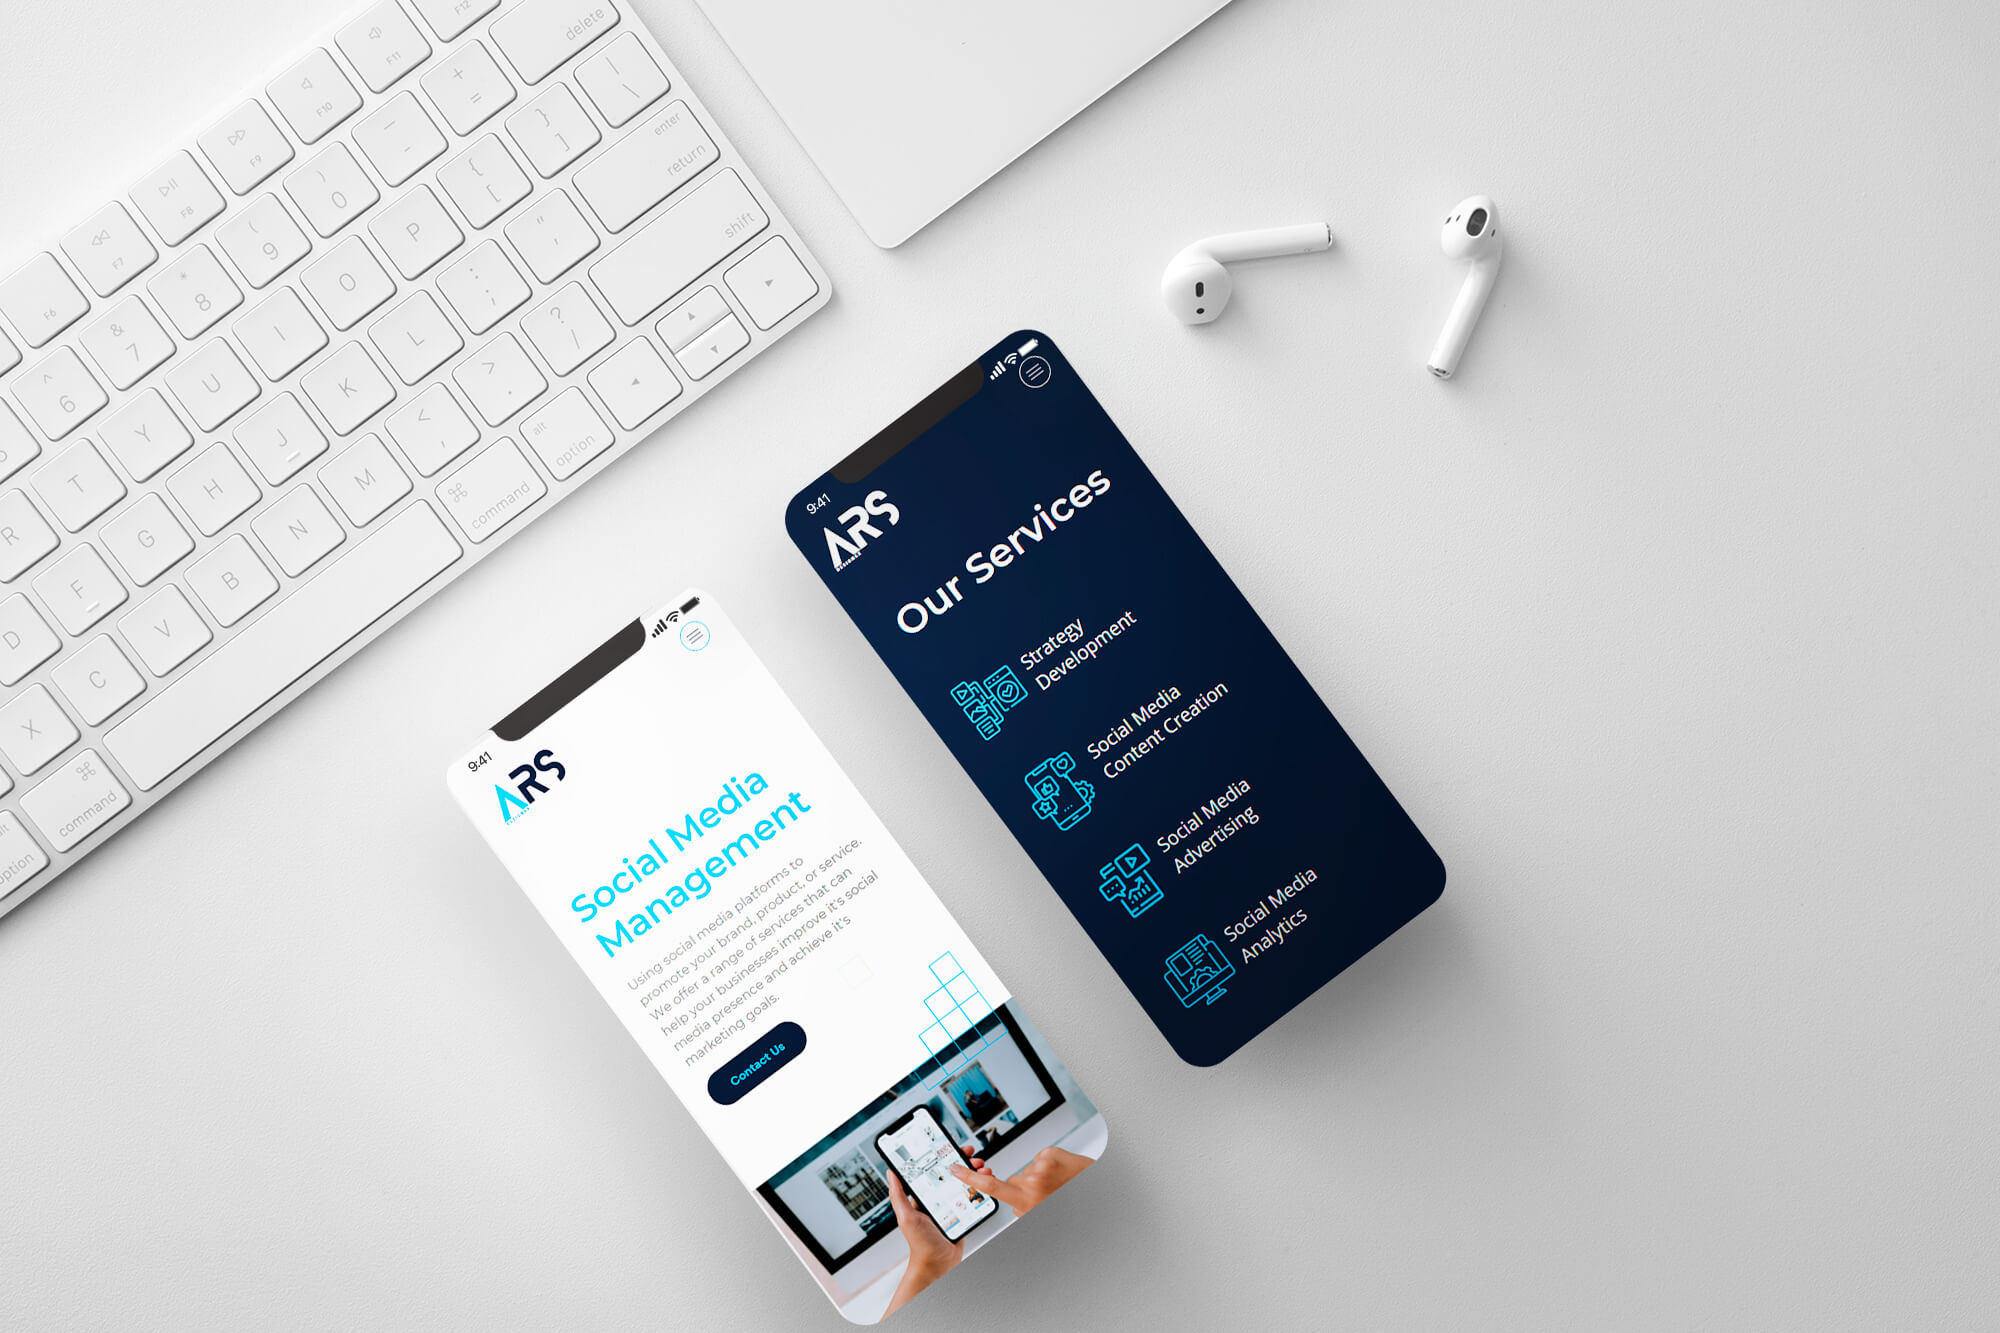 9:41
ARS
Social Media
Management
Using social media platforms to
promote your brand, product, or service.
We offer a range of services that can
help your businesses improve it's social
media presence and achieve it's
marketing goals.
Contact Us
9:41
ARS
DESIGNER
Our Services
Strategy
Development
Social Media
Content Creation
Social Media
Advertising
Social Media
Analytics
F12
delete
F11
+
=
|
\
F10
_
-
}
]
enter
return
F9
)
0
{
[
F8
(
9
P
"
'
shift
F7
*
8
O
:
;
F6
&
7
I
L
?
/
^
6
U
K
>
.
Y
J
<
,
alt
option
T
H
M
command
R
G
N
F
B
D
V
C
X
command
alt
option